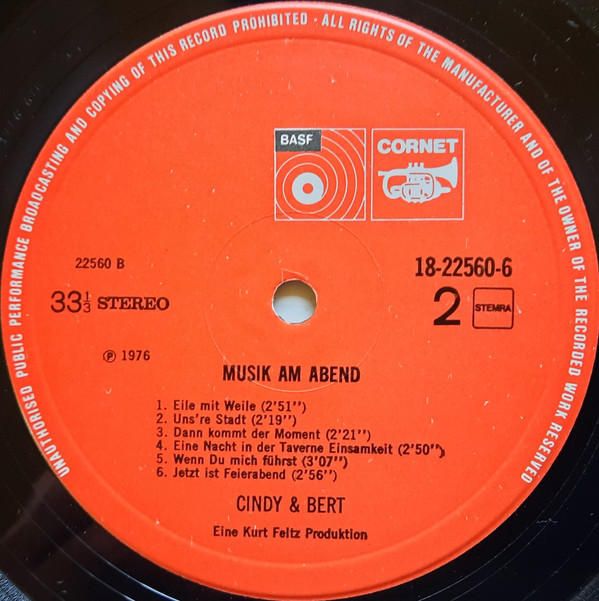 UNAUTHORISED PUBLIC PERFORMANCE BROADCASTING AND COPYING OF THIS RECORD PROHIBITED · ALL RIGHTS OF THE MANUFACTURER AND OF THE OWNER OF THE RECORDED WORK RESERVED
BASF
CORNET
22560 B
18-22560-6
33⅓ STEREO
2
STEMRA
℗ 1976
MUSIK AM ABEND
1. Eile mit Weile (2'51'')
2. Uns're Stadt (2'19'')
3. Dann kommt der Moment (2'21'')
4. Eine Nacht in der Taverne Einsamkeit (2'50'')
5. Wenn Du mich führst (3'07'')
6. Jetzt ist Feierabend (2'56'')
CINDY & BERT
Eine Kurt Feltz Produktion